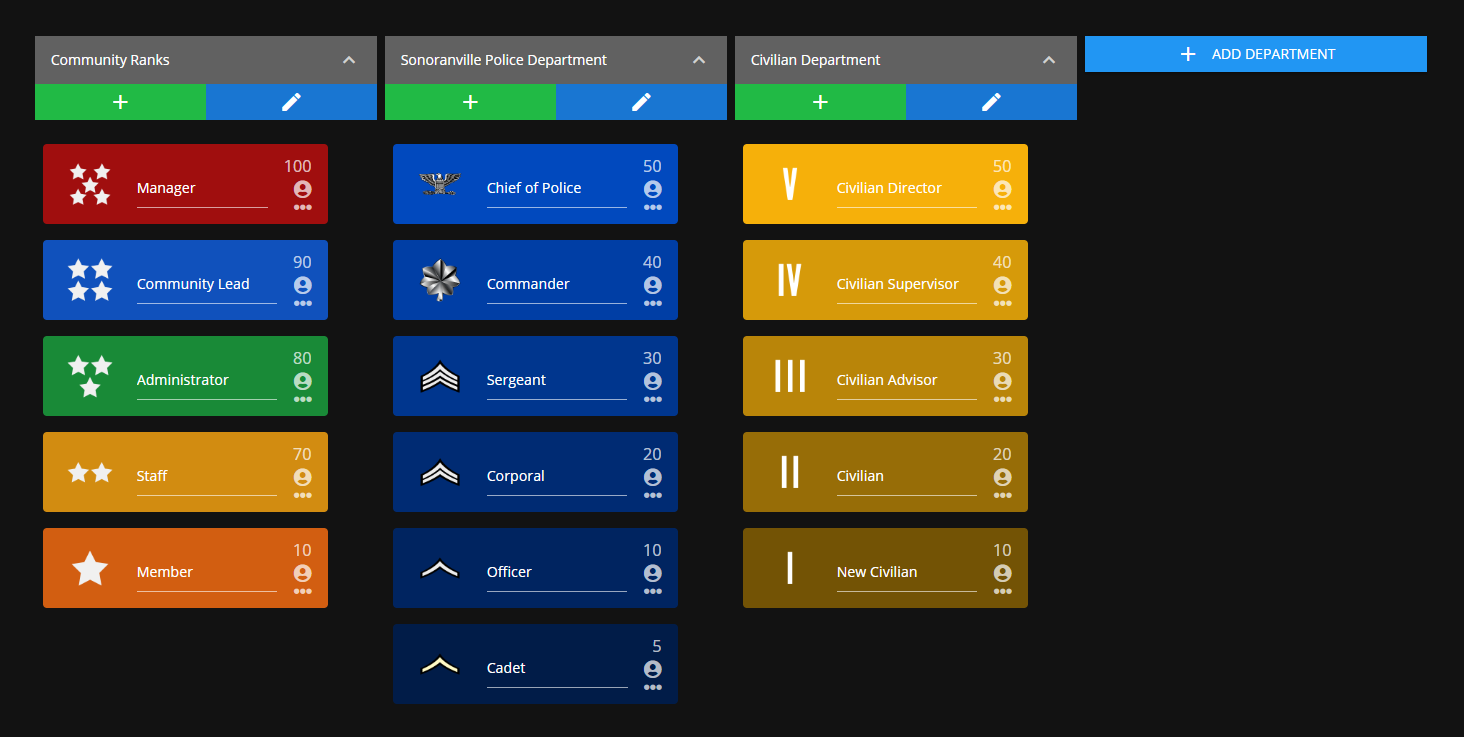 Community Ranks
Sonoranville Police Department
Civilian Department
ADD DEPARTMENT
100
Manager
90
Community Lead
80
Administrator
70
Staff
10
Member
50
Chief of Police
40
Commander
30
Sergeant
20
Corporal
10
Officer
5
Cadet
50
V
Civilian Director
40
IV
Civilian Supervisor
30
III
Civilian Advisor
20
II
Civilian
10
I
New Civilian